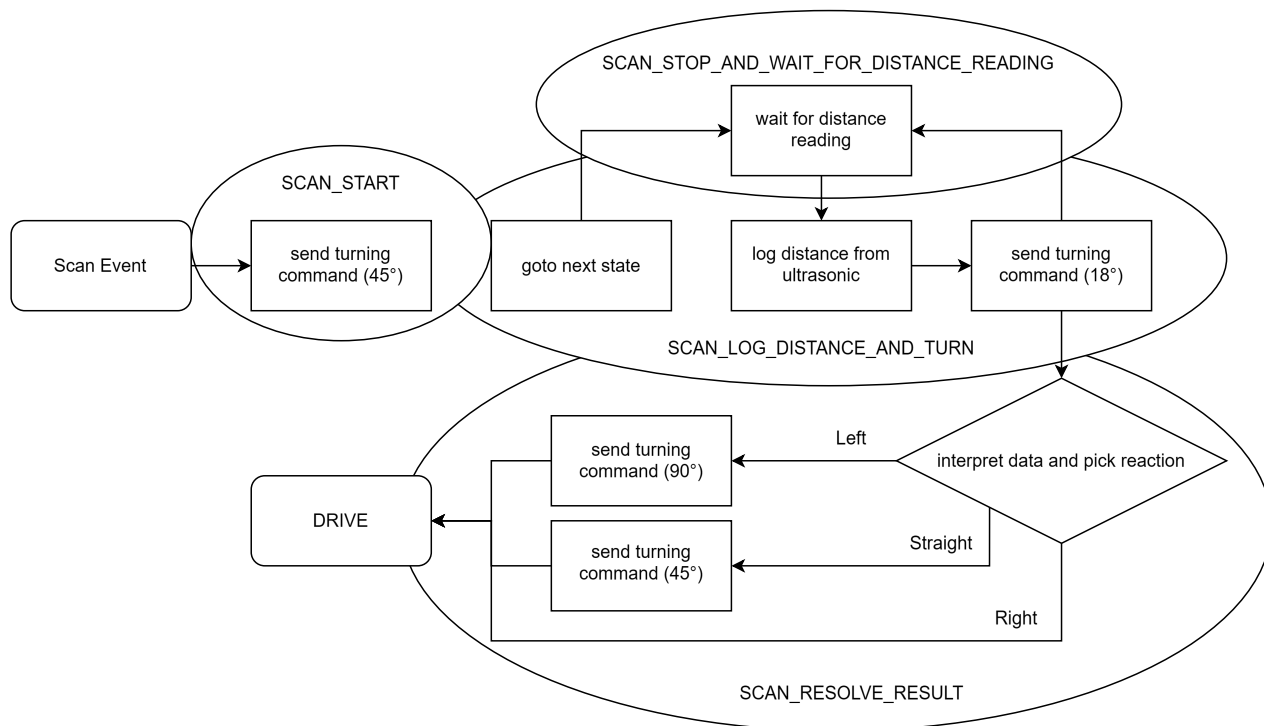 SCAN_STOP_AND_WAIT_FOR_DISTANCE_READING
wait for distance
reading
SCAN_START
Scan Event
send turning
command (45°)
goto next state
log distance from
ultrasonic
send turning
command (18°)
SCAN_LOG_DISTANCE_AND_TURN
send turning
command (90°)
Left
interpret data and pick reaction
DRIVE
send turning
command (45°)
Straight
Right
SCAN_RESOLVE_RESULT